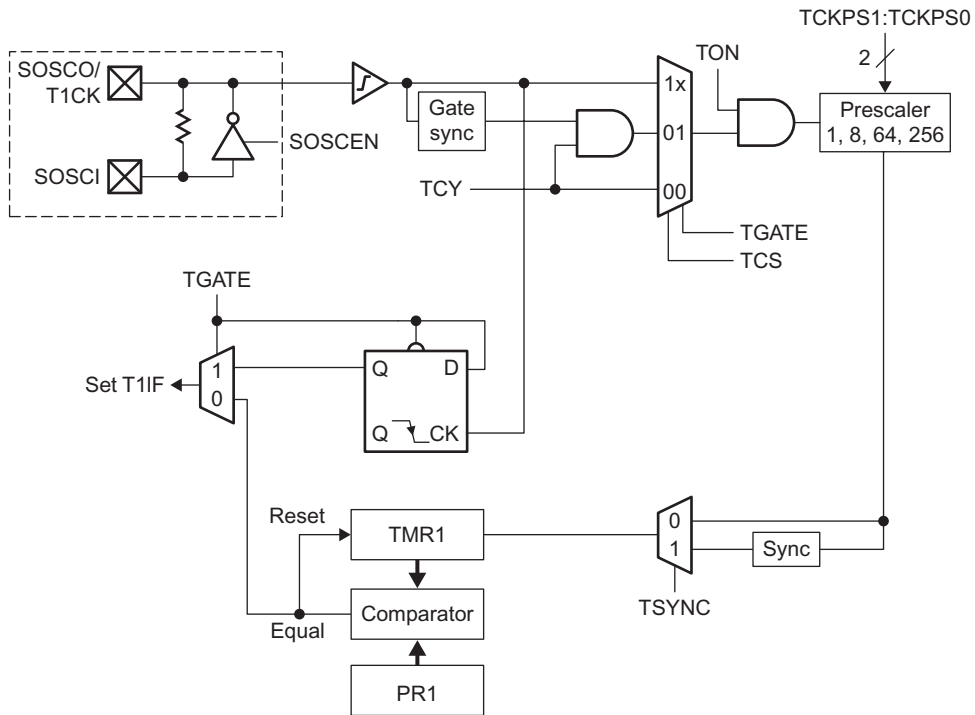 TCKPS1:TCKPS0
2
SOSCO/
T1CK
SOSCI
SOSCEN
Gate
sync
TCY
1x
01
00
TON
Prescaler
1, 8, 64, 256
TGATE
TCS
TGATE
Set T1IF
1
0
Q
D
Q
CK
Reset
TMR1
Equal
Comparator
PR1
0
1
Sync
TSYNC